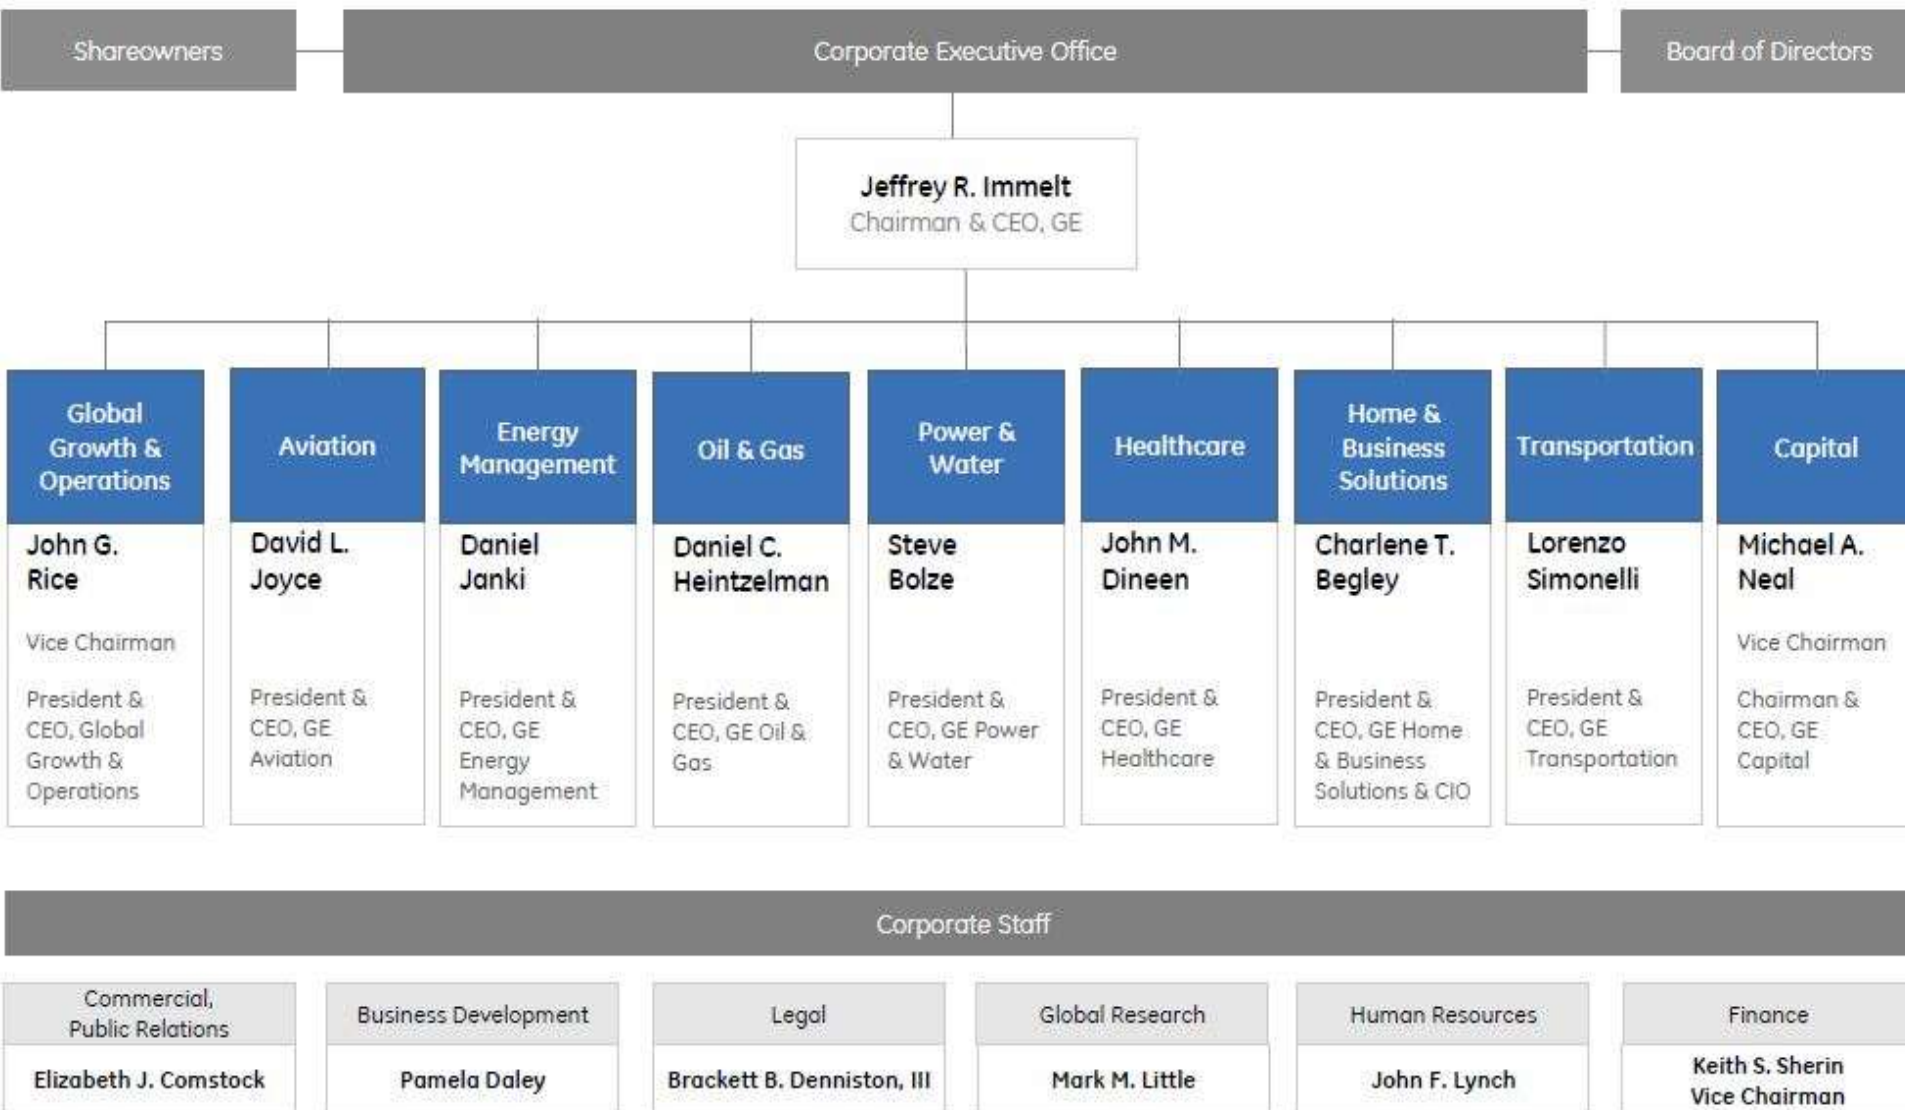 Shareowners
Corporate Executive Office
Board of Directors
Jeffrey R. Immelt
Chairman & CEO, GE
Global
Growth &
Operations
John G.
Rice
Vice Chairman
President &
CEO, Global
Growth &
Operations
Aviation
David L.
Joyce
President &
CEO, GE
Aviation
Energy
Management
Daniel
Janki
President &
CEO, GE
Energy
Management
Oil & Gas
Daniel C.
Heintzelman
President &
CEO, GE Oil &
Gas
Power &
Water
Steve
Bolze
President &
CEO, GE Power
& Water
Healthcare
John M.
Dineen
President &
CEO, GE
Healthcare
Home &
Business
Solutions
Charlene T.
Begley
President &
CEO, GE Home
& Business
Solutions & CIO
Transportation
Lorenzo
Simonelli
President &
CEO, GE
Transportation
Capital
Michael A.
Neal
Vice Chairman
Chairman &
CEO, GE
Capital
Corporate Staff
Commercial,
Public Relations
Elizabeth J. Comstock
Business Development
Pamela Daley
Legal
Brackett B. Denniston, III
Global Research
Mark M. Little
Human Resources
John F. Lynch
Finance
Keith S. Sherin
Vice Chairman